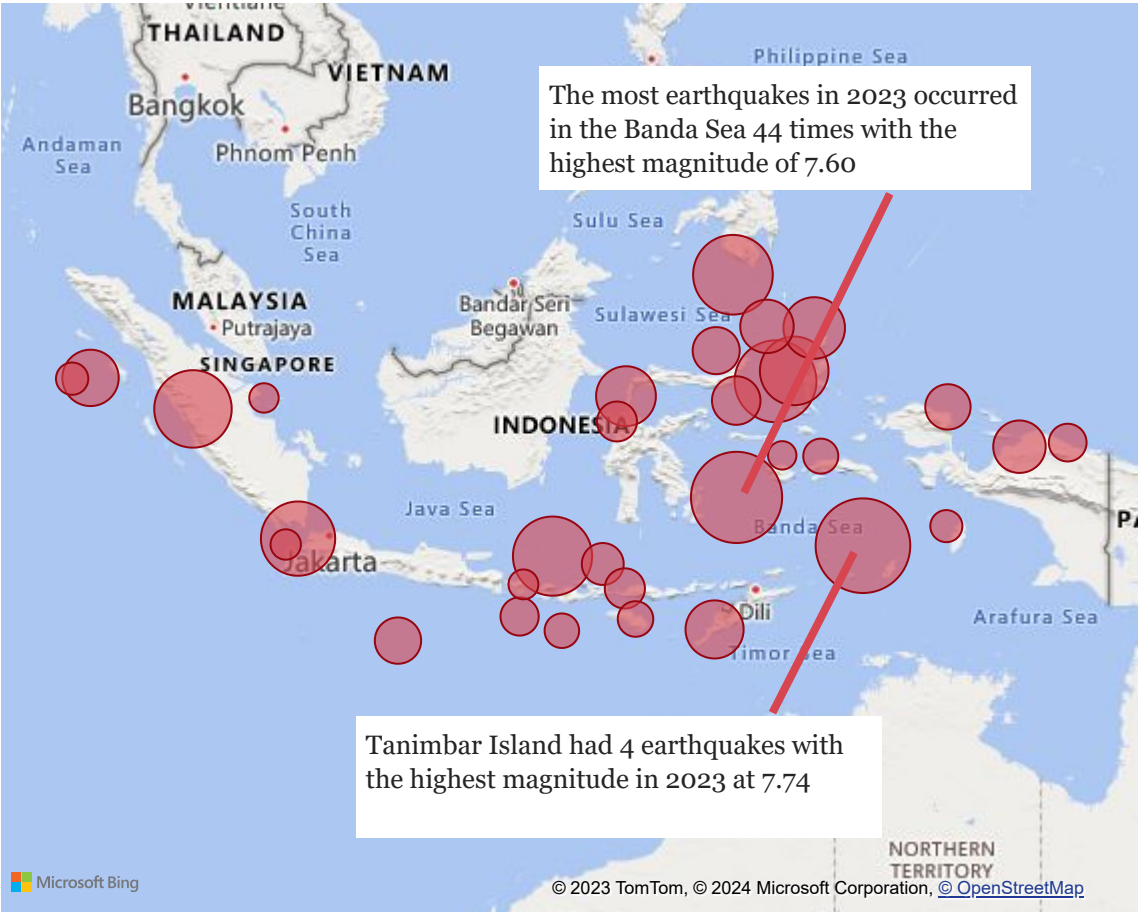 Vientiane
THAILAND
VIETNAM
Philippine Sea
Bangkok
Andaman
Sea
Phnom Penh
The most earthquakes in 2023 occurred
in the Banda Sea 44 times with the
highest magnitude of 7.60
South
China
Sea
Sulu Sea
MALAYSIA
Putrajaya
Bandar Seri
Begawan
Sulawesi Sea
SINGAPORE
INDONESIA
Java Sea
Banda Sea
PA
Jakarta
Dili
Arafura Sea
Timor Sea
Tanimbar Island had 4 earthquakes with
the highest magnitude in 2023 at 7.74
NORTHERN
TERRITORY
Microsoft Bing
© 2023 TomTom, © 2024 Microsoft Corporation, © OpenStreetMap